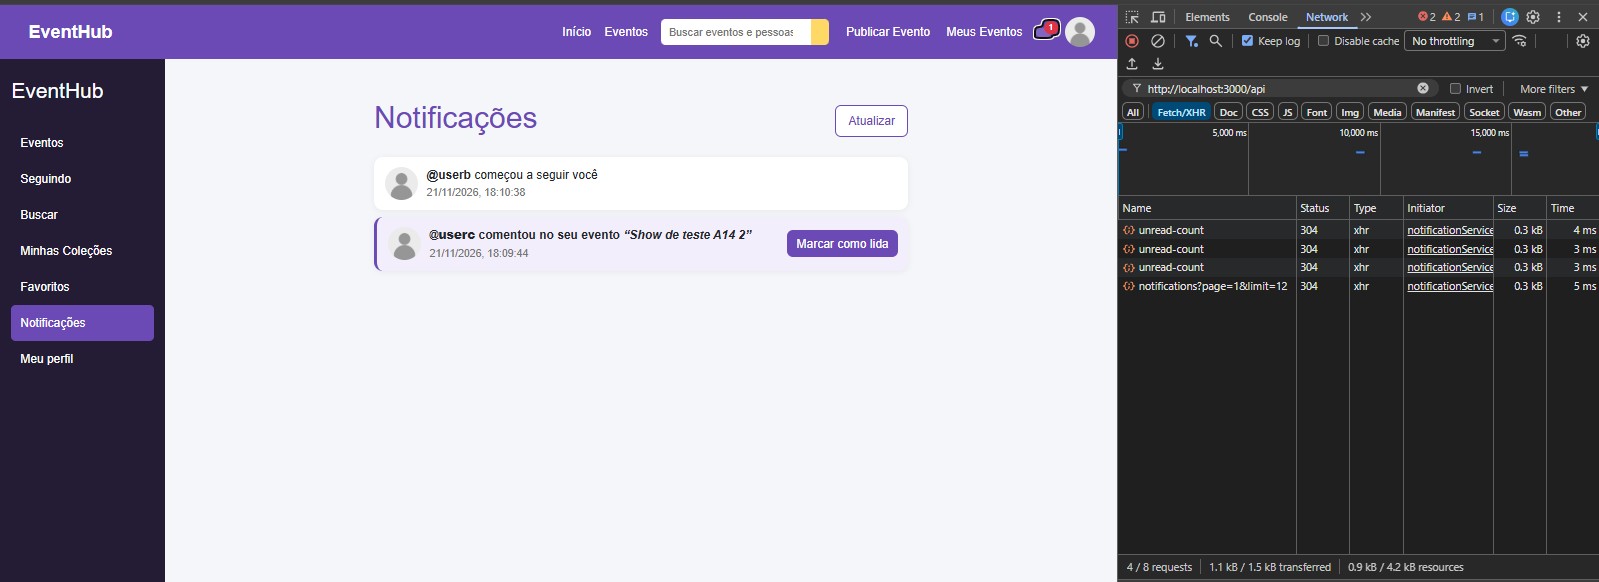 EventHub
Início Eventos Buscar eventos e pessoas Publicar Evento Meus Eventos 1
EventHub
Eventos
Seguindo
Buscar
Minhas Coleções
Favoritos
Notificações
Meu perfil
Notificações
Atualizar
@userb começou a seguir você
21/11/2026, 18:10:38
@userc comentou no seu evento “Show de teste A14 2”
21/11/2026, 18:09:44
Marcar como lida
Elements Console Network 2 2 1
Keep log Disable cache No throttling
http://localhost:3000/api Invert More filters
All Fetch/XHR Doc CSS JS Font Img Media Manifest Socket Wasm Other
5,000 ms 10,000 ms 15,000 ms
Name Status Type Initiator Size Time
unread-count 304 xhr notificationService 0.3 kB 4 ms
unread-count 304 xhr notificationService 0.3 kB 3 ms
unread-count 304 xhr notificationService 0.3 kB 3 ms
notifications?page=1&limit=12 304 xhr notificationService 0.3 kB 5 ms
4 / 8 requests 1.1 kB / 1.5 kB transferred 0.9 kB / 4.2 kB resources